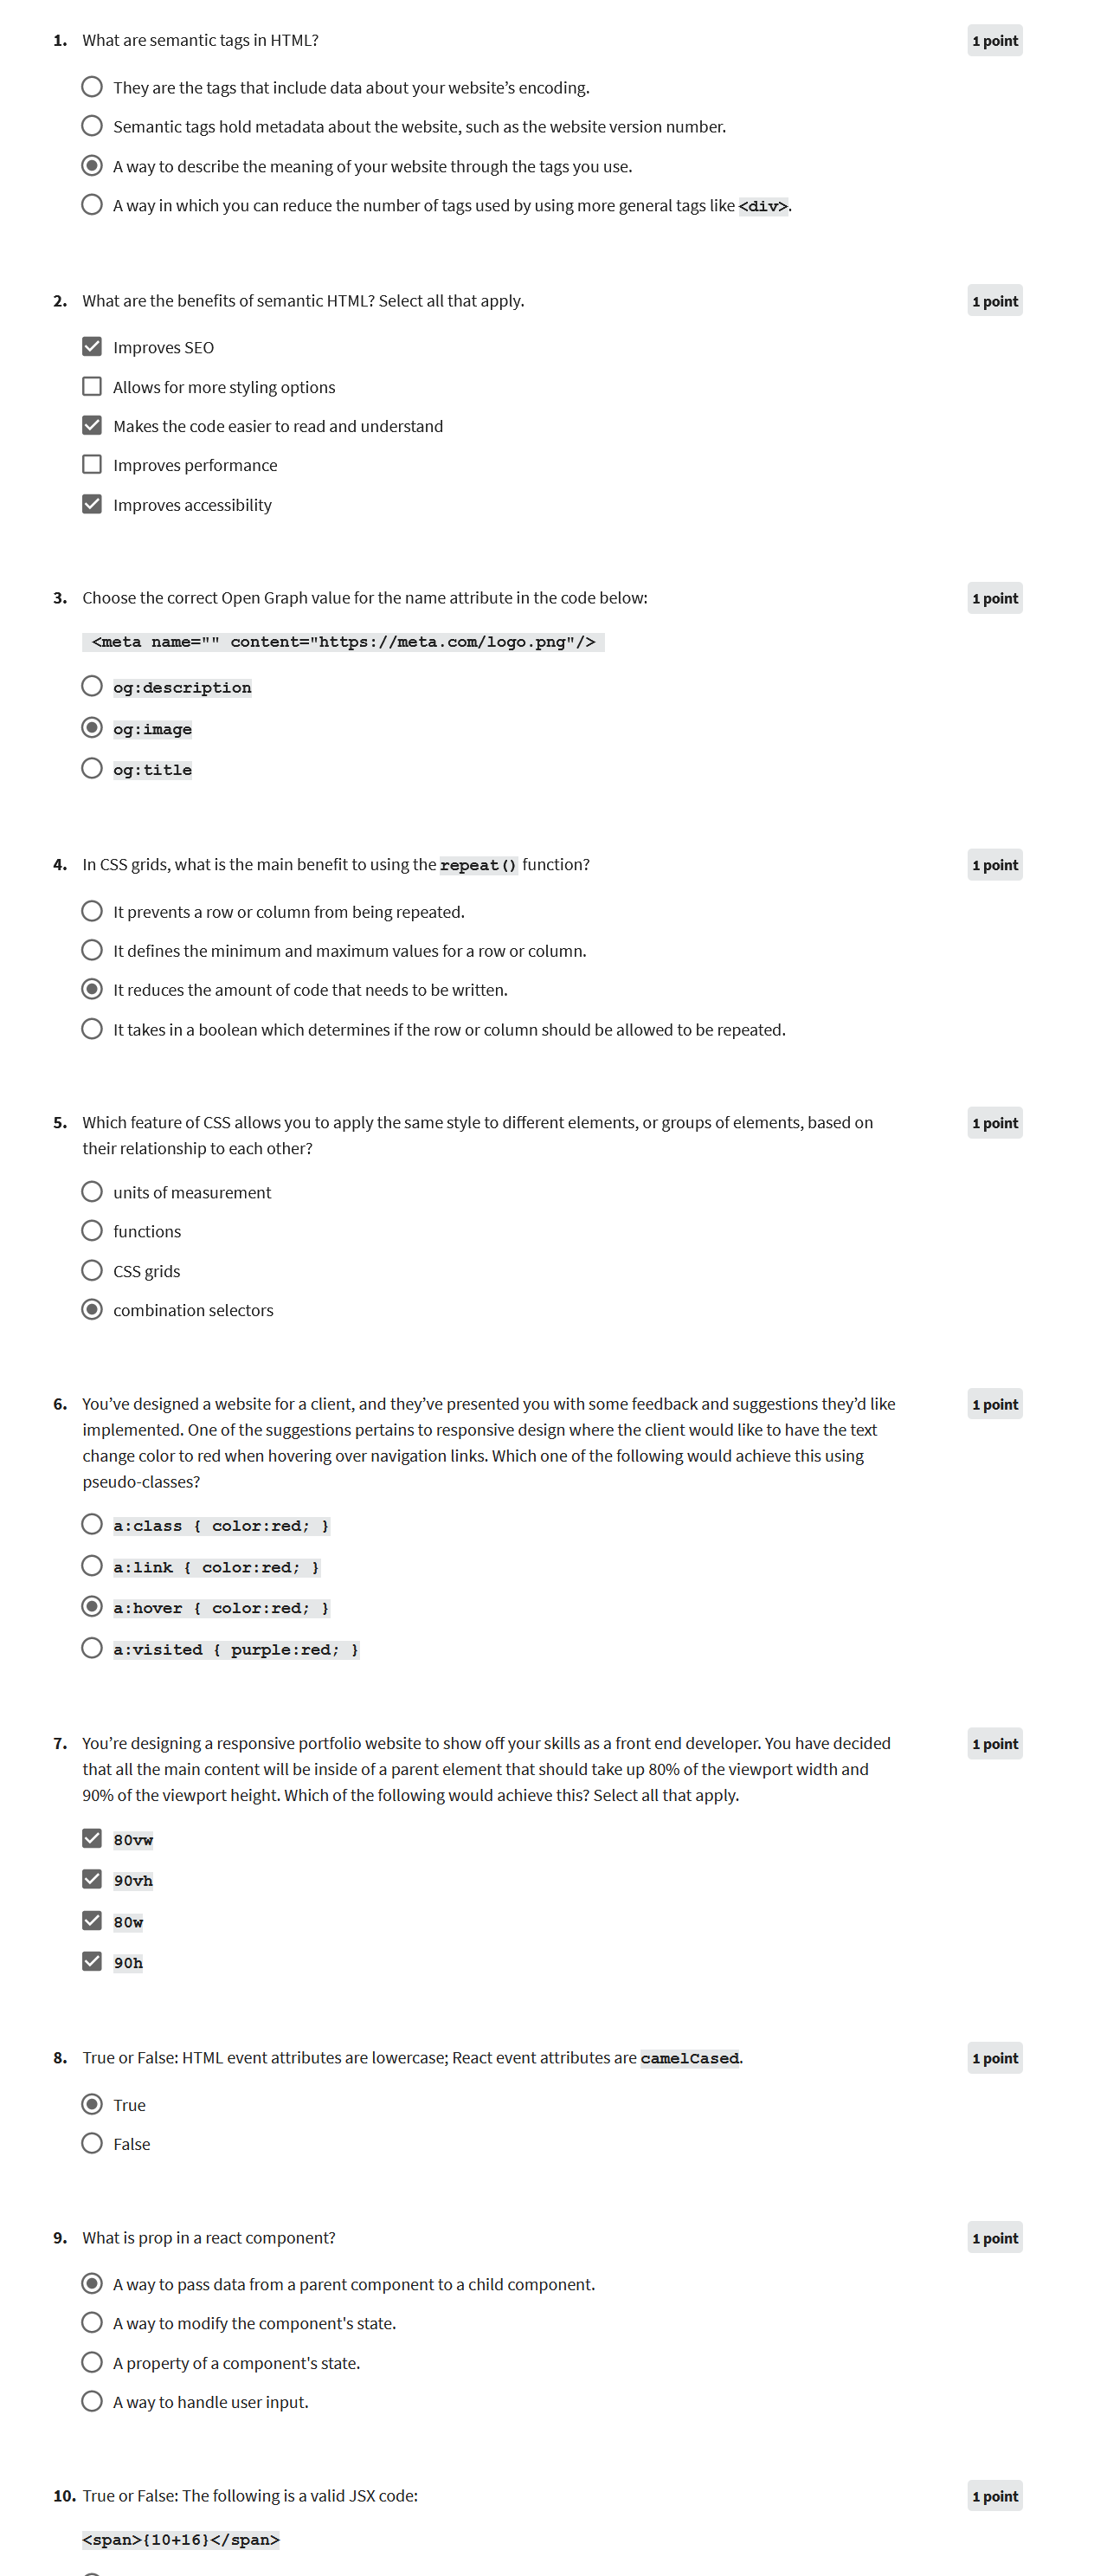 1. What are semantic tags in HTML?
1 point
They are the tags that include data about your website’s encoding.
Semantic tags hold metadata about the website, such as the website version number.
A way to describe the meaning of your website through the tags you use.
A way in which you can reduce the number of tags used by using more general tags like <div>.
2. What are the benefits of semantic HTML? Select all that apply.
1 point
Improves SEO
Allows for more styling options
Makes the code easier to read and understand
Improves performance
Improves accessibility
3. Choose the correct Open Graph value for the name attribute in the code below:
1 point
<meta name="" content="https://meta.com/logo.png"/>
og:description
og:image
og:title
4. In CSS grids, what is the main benefit to using the repeat() function?
1 point
It prevents a row or column from being repeated.
It defines the minimum and maximum values for a row or column.
It reduces the amount of code that needs to be written.
It takes in a boolean which determines if the row or column should be allowed to be repeated.
5. Which feature of CSS allows you to apply the same style to different elements, or groups of elements, based on
their relationship to each other?
1 point
units of measurement
functions
CSS grids
combination selectors
6. You’ve designed a website for a client, and they’ve presented you with some feedback and suggestions they’d like
implemented. One of the suggestions pertains to responsive design where the client would like to have the text
change color to red when hovering over navigation links. Which one of the following would achieve this using
pseudo-classes?
1 point
a:class { color:red; }
a:link { color:red; }
a:hover { color:red; }
a:visited { purple:red; }
7. You’re designing a responsive portfolio website to show off your skills as a front end developer. You have decided
that all the main content will be inside of a parent element that should take up 80% of the viewport width and
90% of the viewport height. Which of the following would achieve this? Select all that apply.
1 point
80vw
90vh
80w
90h
8. True or False: HTML event attributes are lowercase; React event attributes are camelCased.
1 point
True
False
9. What is prop in a react component?
1 point
A way to pass data from a parent component to a child component.
A way to modify the component's state.
A property of a component's state.
A way to handle user input.
10. True or False: The following is a valid JSX code:
1 point
<span>{10+16}</span>